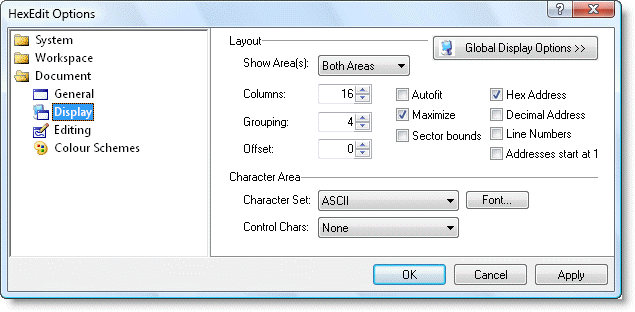 HexEdit Options
System
Workspace
Document
General
Display
Editing
Colour Schemes
Layout
Global Display Options >>
Show Area(s): Both Areas
Columns: 16 Autofit Hex Address
Grouping: 4 Maximize Decimal Address
Offset: 0 Sector bounds Line Numbers
Addresses start at 1
Character Area
Character Set: ASCII Font...
Control Chars: None
OK Cancel Apply